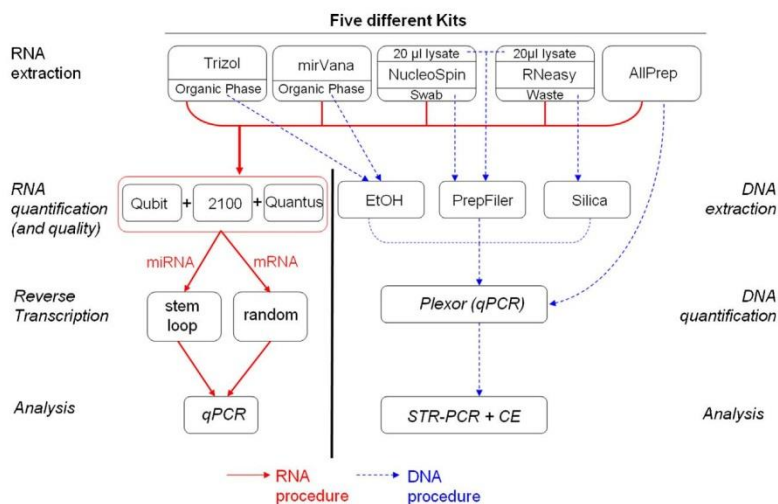 Five different Kits
RNA
extraction
Trizol
Organic Phase
mirVana
Organic Phase
20 µl lysate
NucleoSpin
Swab
20µl lysate
RNeasy
Waste
AllPrep
RNA
quantification
(and quality)
Qubit + 2100 + Quantus
EtOH
PrepFiler
Silica
DNA
extraction
miRNA
mRNA
Reverse
Transcription
stem
loop
random
Plexor (qPCR)
DNA
quantification
Analysis
qPCR
STR-PCR + CE
Analysis
RNA
procedure
DNA
procedure